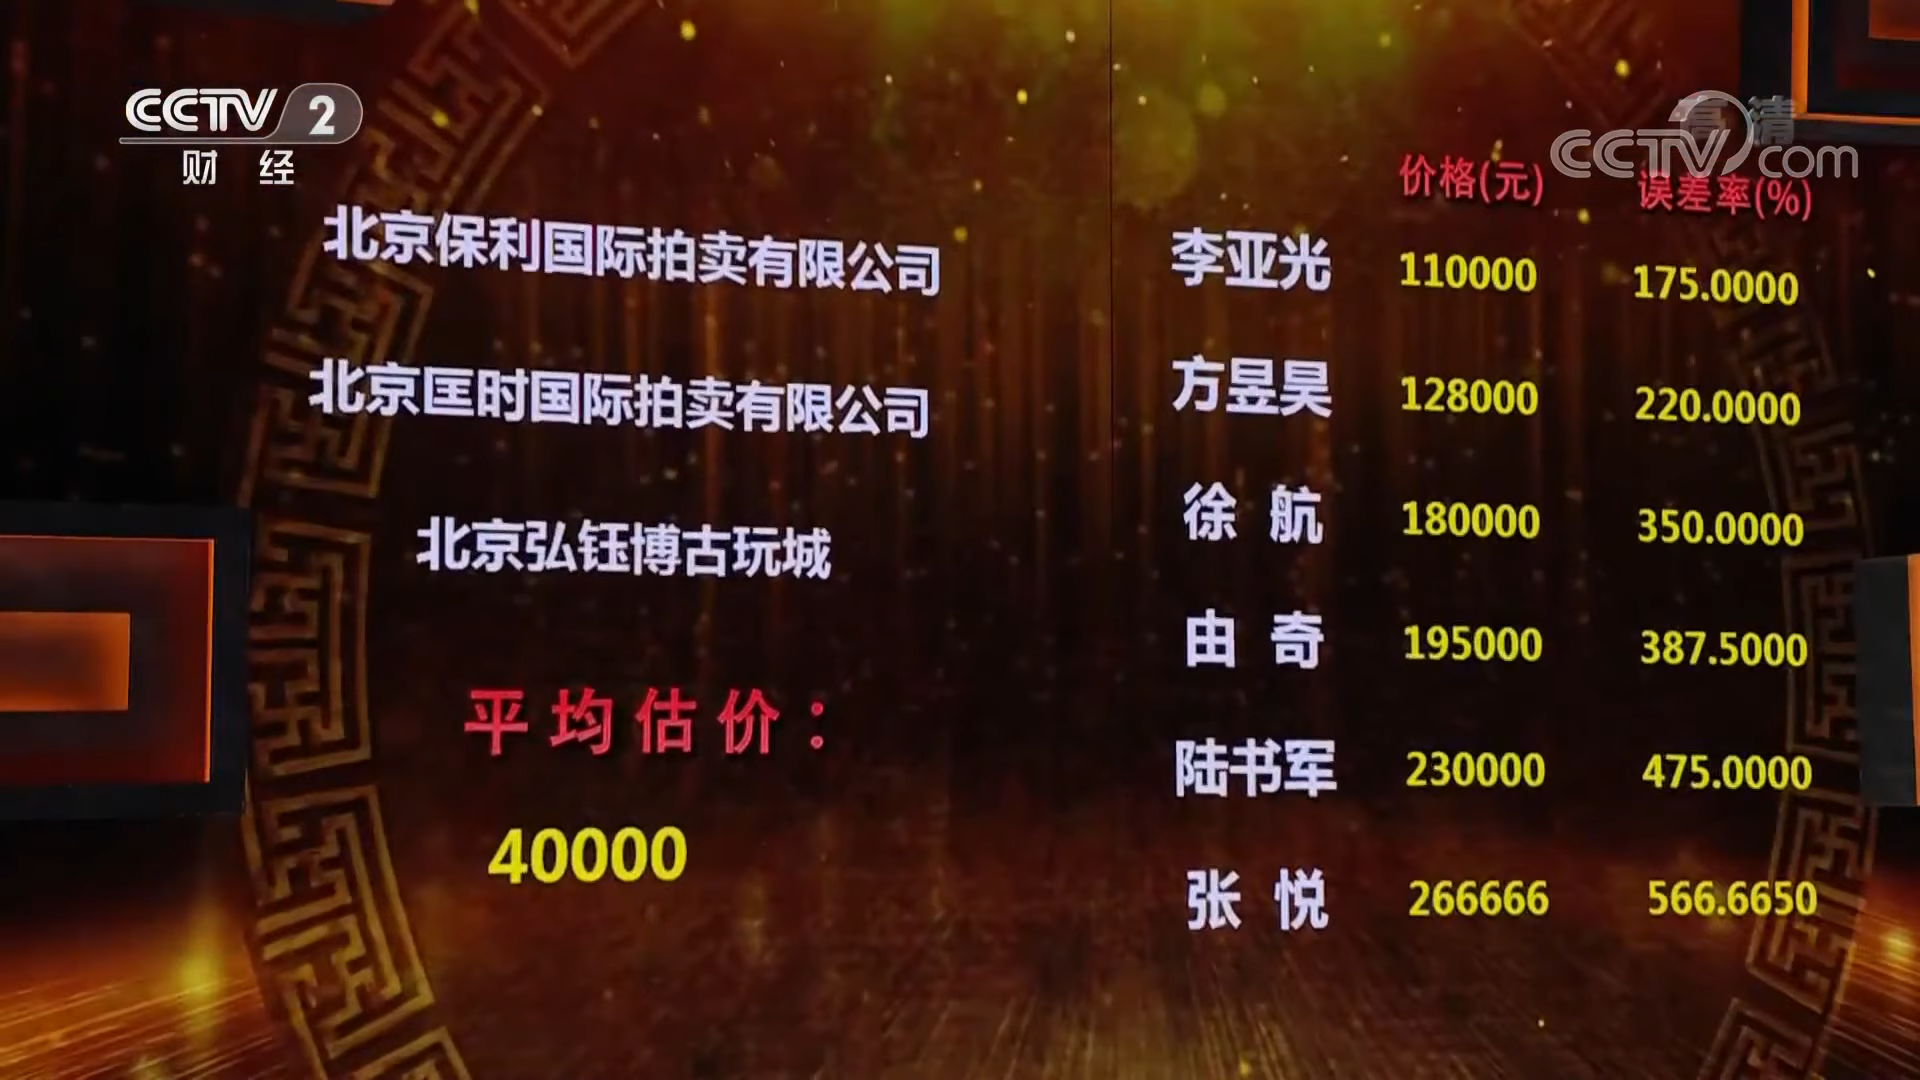 CCTV 2
财 经
高清
CCTV com
北京保利国际拍卖有限公司
北京匡时国际拍卖有限公司
北京弘钰博古玩城
平均估价：
40000
价格(元) 误差率(%)
李亚光 110000 175.0000
方昱昊 128000 220.0000
徐 航 180000 350.0000
由 奇 195000 387.5000
陆书军 230000 475.0000
张 悦 266666 566.6650